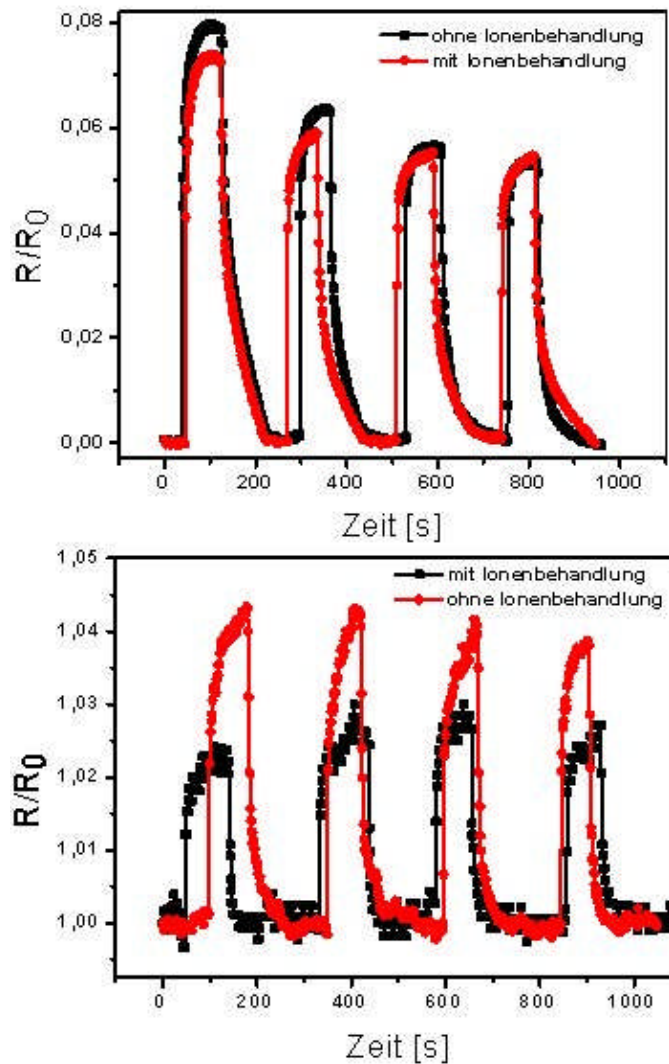 0,08
0,06
0,04
0,02
0,00
R/R0
ohne Ionenbehandlung
mit Ionenbehandlung
0 200 400 600 800 1000
Zeit [s]
1,05
1,04
1,03
1,02
1,01
1,00
R/R0
mit Ionenbehandlung
ohne Ionenbehandlung
0 200 400 600 800 1000
Zeit [s]